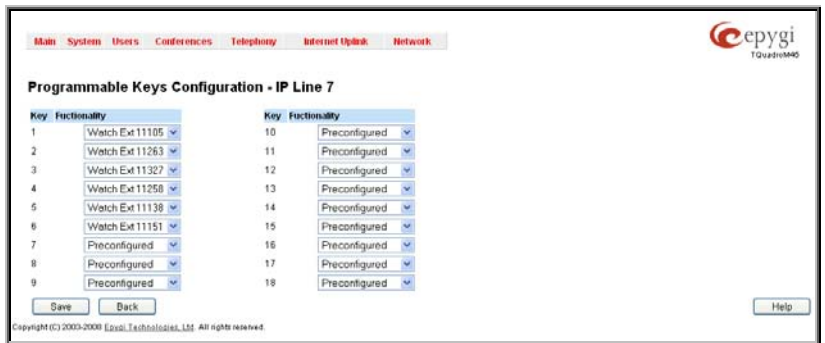 Main System Users Conferences Telephony Internet Uplink Network
epygi
TQuadroM46
Programmable Keys Configuration - IP Line 7
Key Fuctionality
1 Watch Ext 11105
2 Watch Ext 11263
3 Watch Ext 11327
4 Watch Ext 11258
5 Watch Ext 11138
6 Watch Ext 11151
7 Preconfigured
8 Preconfigured
9 Preconfigured
Key Fuctionality
10 Preconfigured
11 Preconfigured
12 Preconfigured
13 Preconfigured
14 Preconfigured
15 Preconfigured
16 Preconfigured
17 Preconfigured
18 Preconfigured
Save Back Help
Copyright (C) 2003-2008 Epygi Technologies, Ltd. All rights reserved.